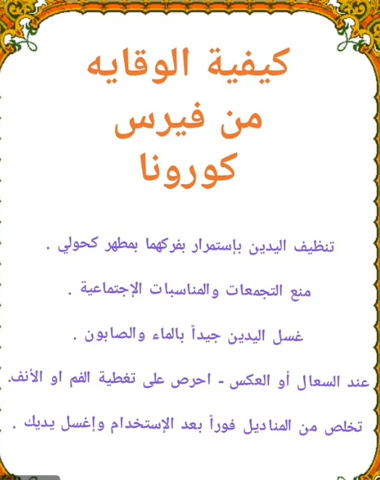 كيفية الوقايه
من فيرس
كورونا
تنظيف اليدين بإستمرار بفركهما بمطهر كحولي .
منع التجمعات والمناسبات الإجتماعية .
غسل اليدين جيداً بالماء والصابون .
عند السعال أو العكس - احرص على تغطية الفم او الأنف.
تخلص من المناديل فوراً بعد الإستخدام وإغسل يديك .